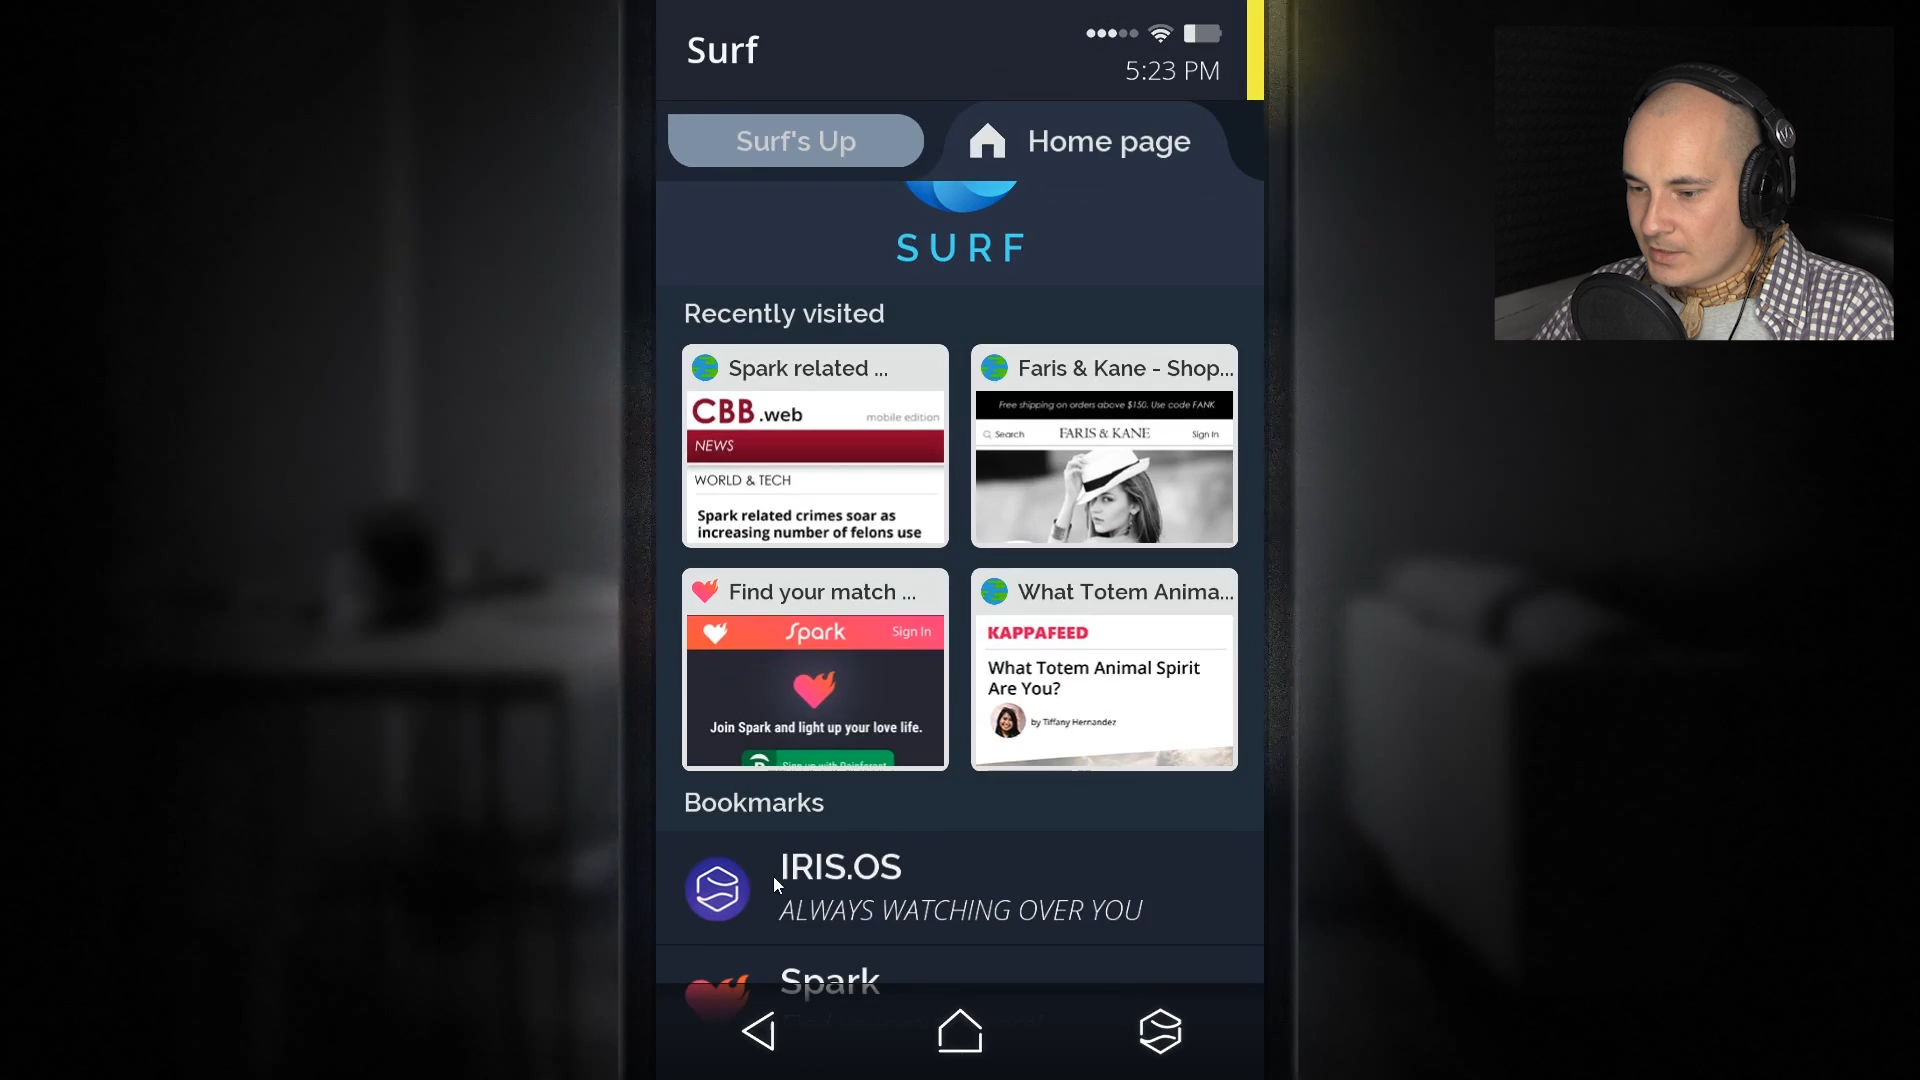 Surf
5:23 PM
Surf's Up
Home page
SURF
Recently visited
Spark related ...
CBB.web
mobile edition
NEWS
WORLD & TECH
Spark related crimes soar as
increasing number of felons use
Faris & Kane - Shop...
Free shipping on orders above $150. Use code FANK
Search
FARIS & KANE
Sign In
Find your match ...
Spark
Sign In
Join Spark and light up your love life.
Sign up with Rainforest
What Totem Anima...
KAPPAFEED
What Totem Animal Spirit
Are You?
by Tiffany Hernandez
Bookmarks
IRIS.OS
ALWAYS WATCHING OVER YOU
Spark